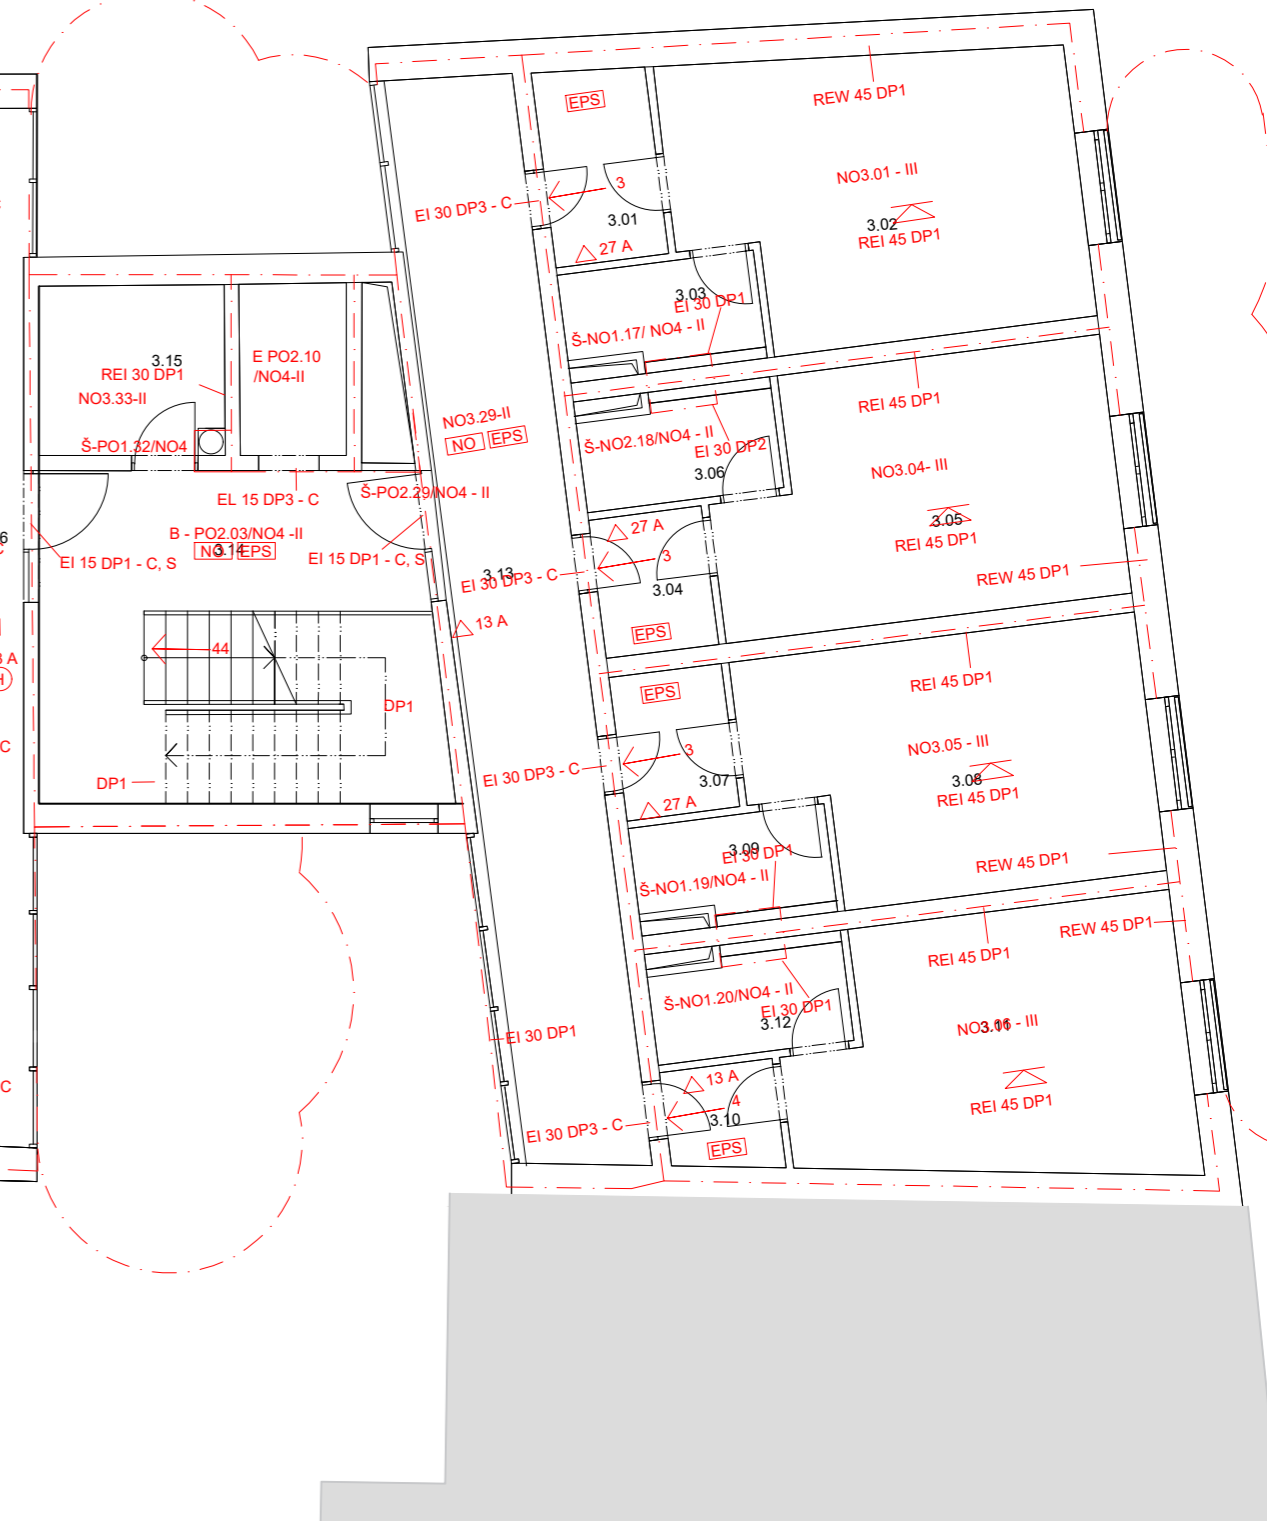 EPS
REW 45 DP1
NO3.01 - III
3
EI 30 DP3 - C
3.01
3.02
REI 45 DP1
27 A
3.03
EI 30 DP1
Š-NO1.17/ NO4 - II
3.15
REI 30 DP1
NO3.33-II
E PO2.10
/NO4-II
Š-PO1.32/NO4
NO3.29-II
NO EPS
REI 45 DP1
Š-NO2.18/NO4 - II
EI 30 DP2
3.06
NO3.04- III
EL 15 DP3 - C
Š-PO2.29/NO4 - II
B - PO2.03/NO4 -II
NO EPS
3.14
EI 15 DP1 - C, S
EI 15 DP1 - C, S
6
C
27 A
3
3.05
REI 45 DP1
3.13
EI 30 DP3 - C
3.04
REW 45 DP1
EPS
13 A
44
DP1
DP1
3 A
H
C
EPS
REI 45 DP1
NO3.05 - III
3
EI 30 DP3 - C
3.07
3.08
REI 45 DP1
27 A
3.09
EI 30 DP1
REW 45 DP1
Š-NO1.19/NO4 - II
REW 45 DP1
REI 45 DP1
Š-NO1.20/NO4 - II
EI 30 DP1
3.12
NO3.06 - III
3.11
EI 30 DP1
13 A
4
3.10
REI 45 DP1
EI 30 DP3 - C
EPS
C